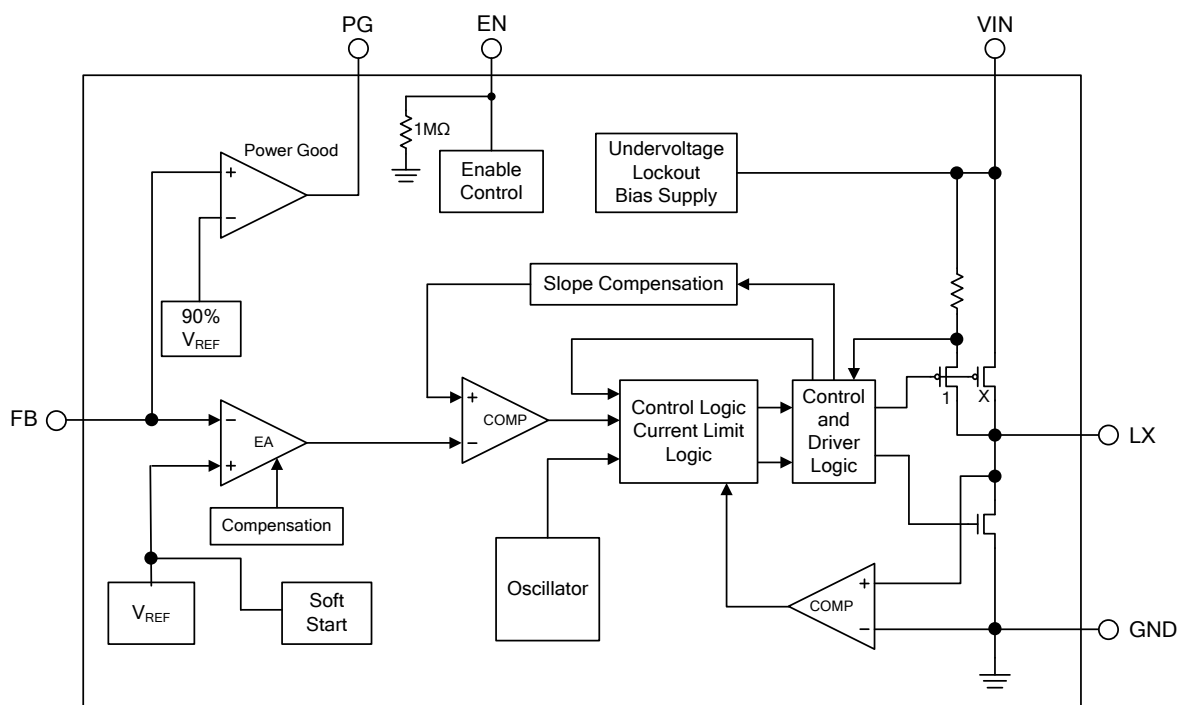 PG
EN
VIN
1MΩ
Power Good
+
−
Enable
Control
Undervoltage
Lockout
Bias Supply
90%
VREF
Slope Compensation
FB
−
EA
+
+
COMP
−
Control Logic
Current Limit
Logic
Control
and
Driver
Logic
1
X
LX
Compensation
VREF
Soft
Start
Oscillator
COMP
+
−
GND